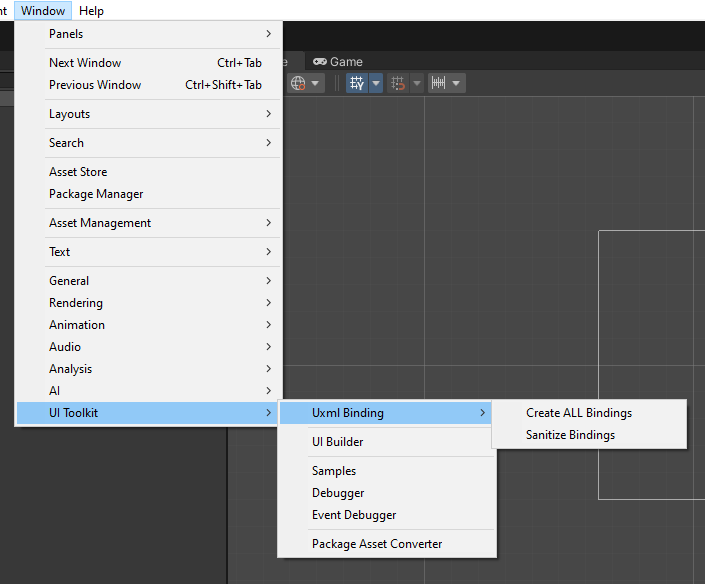 nt Window Help
Panels
Next Window Ctrl+Tab
Previous Window Ctrl+Shift+Tab
Layouts
Search
Asset Store
Package Manager
Asset Management
Text
General
Rendering
Animation
Audio
Analysis
AI
UI Toolkit
e Game
Uxml Binding
UI Builder
Samples
Debugger
Event Debugger
Package Asset Converter
Create ALL Bindings
Sanitize Bindings